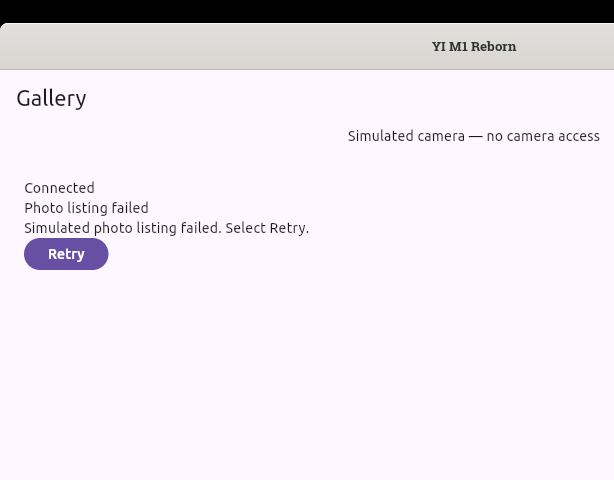 YI M1 Reborn
Gallery
Simulated camera — no camera access
Connected
Photo listing failed
Simulated photo listing failed. Select Retry.
Retry